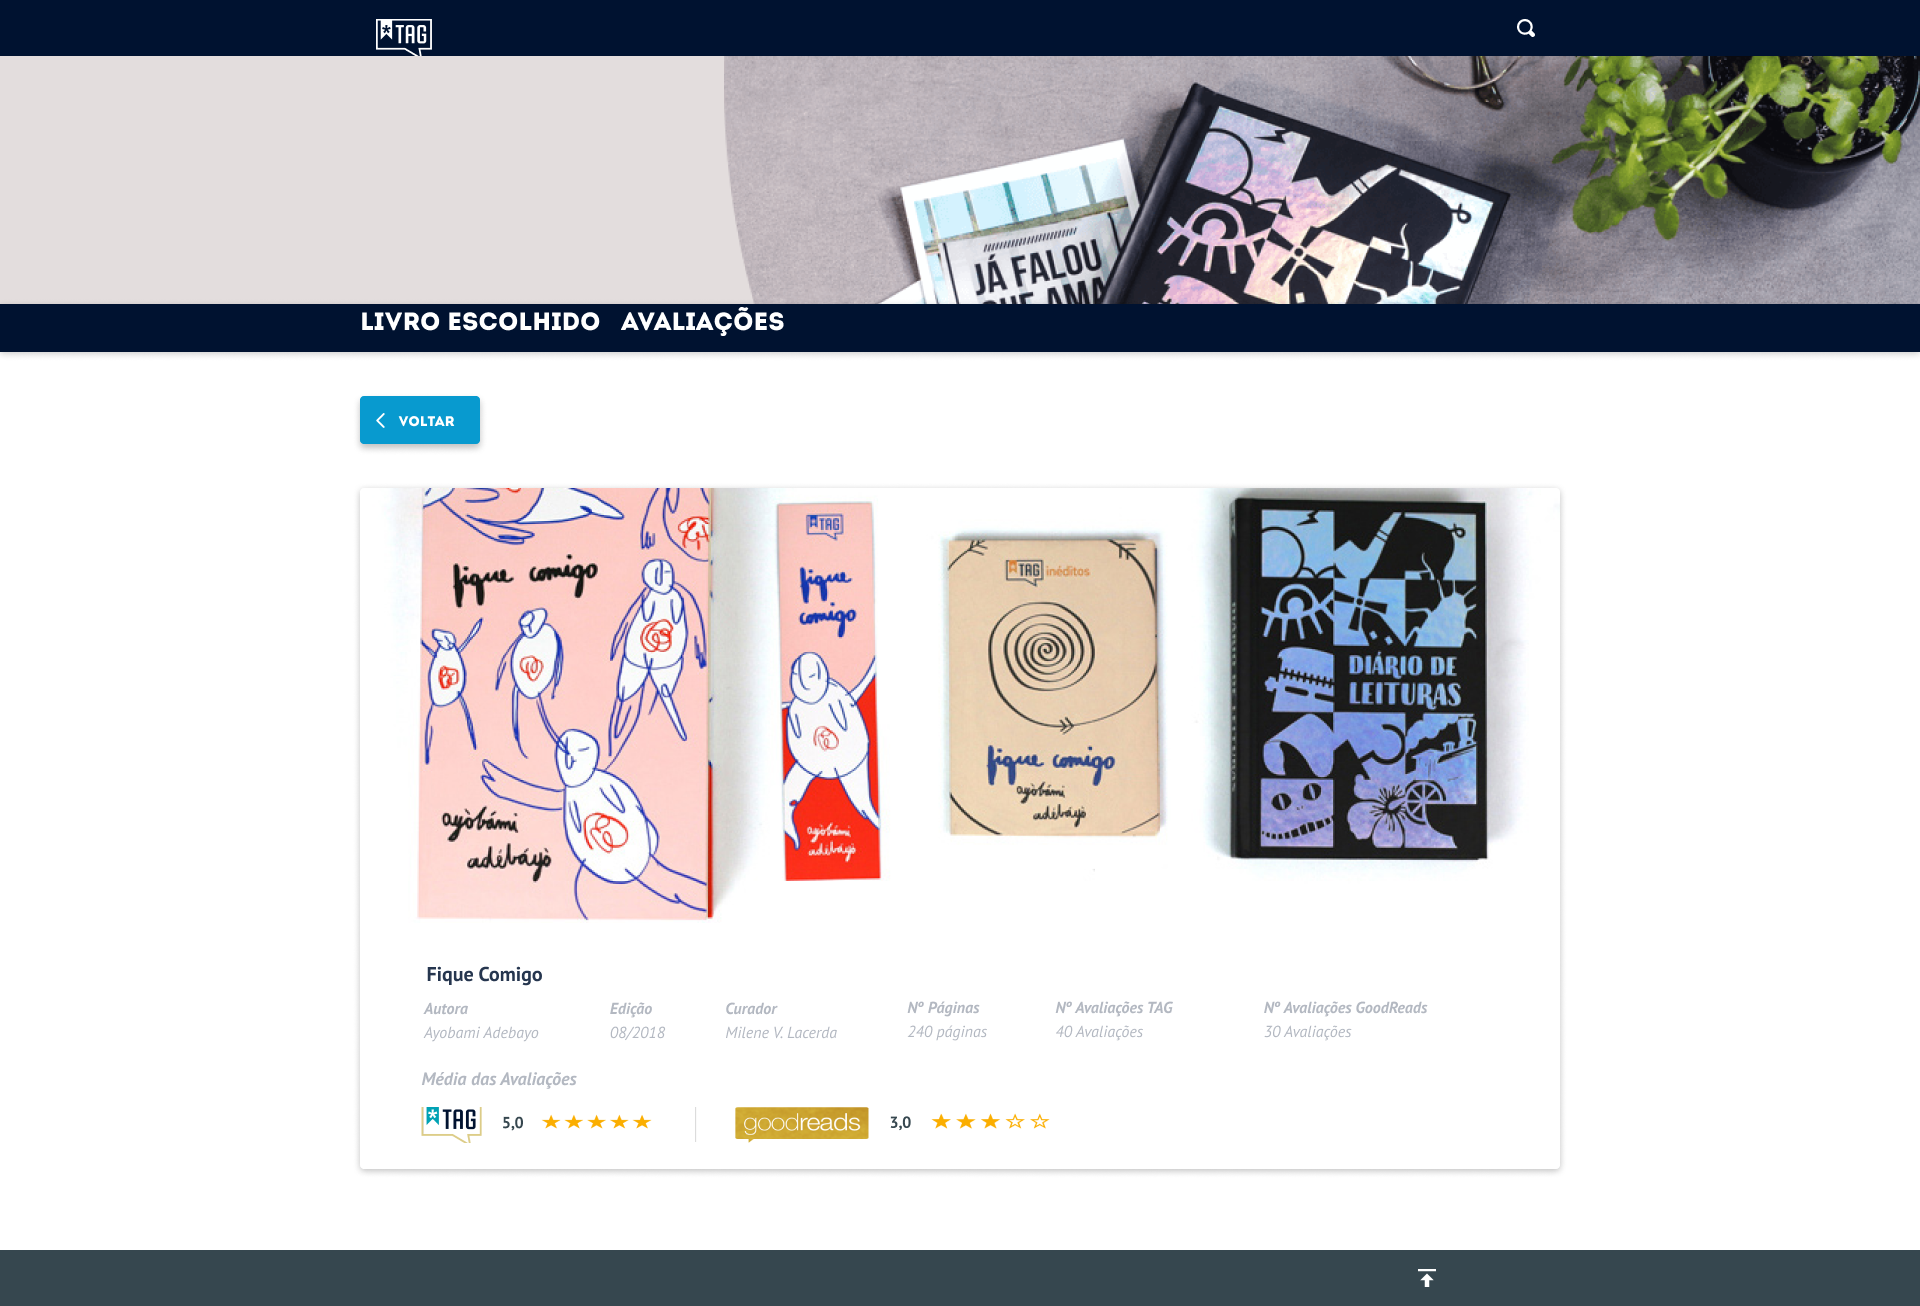 TAG
JÁ FALOU
QUE AMA
LIVRO ESCOLHIDO AVALIAÇÕES
VOLTAR
fique comigo
ayòbámi
adébáyò
TAG
fique
comigo
ayòbámi
adébáyò
TAG inéditos
fique comigo
ayòbámi
adébáyò
DIÁRIO DE
LEITURAS
Fique Comigo
Autora Edição Curador Nº Páginas Nº Avaliações TAG Nº Avaliações GoodReads
Ayobami Adebayo 08/2018 Milene V. Lacerda 240 páginas 40 Avaliações 30 Avaliações
Média das Avaliações
TAG 5,0 goodreads 3,0